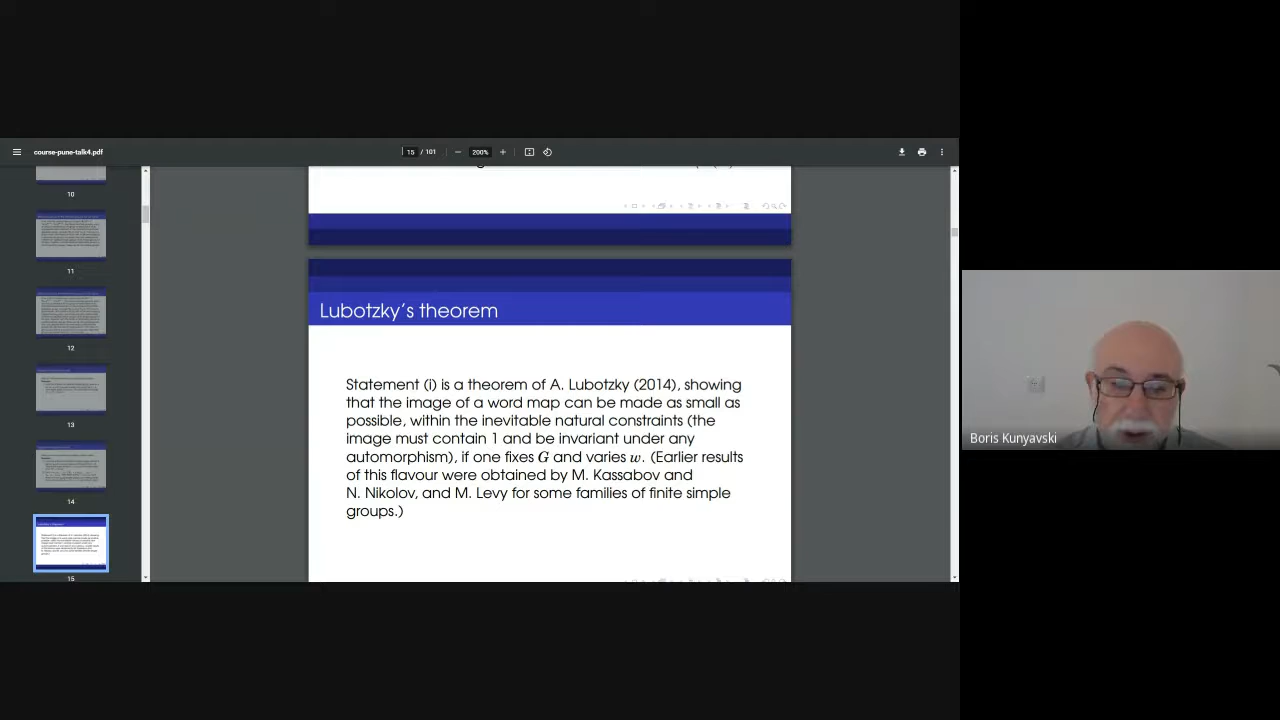 course-pune-talk4.pdf
15 / 101
200%
10
11
12
13
14
15
Lubotzky's theorem
Statement (i) is a theorem of A. Lubotzky (2014), showing
that the image of a word map can be made as small as
possible, within the inevitable natural constraints (the
image must contain 1 and be invariant under any
automorphism), if one fixes G and varies w. (Earlier results
of this flavour were obtained by M. Kassabov and
N. Nikolov, and M. Levy for some families of finite simple
groups.)
Boris Kunyavski